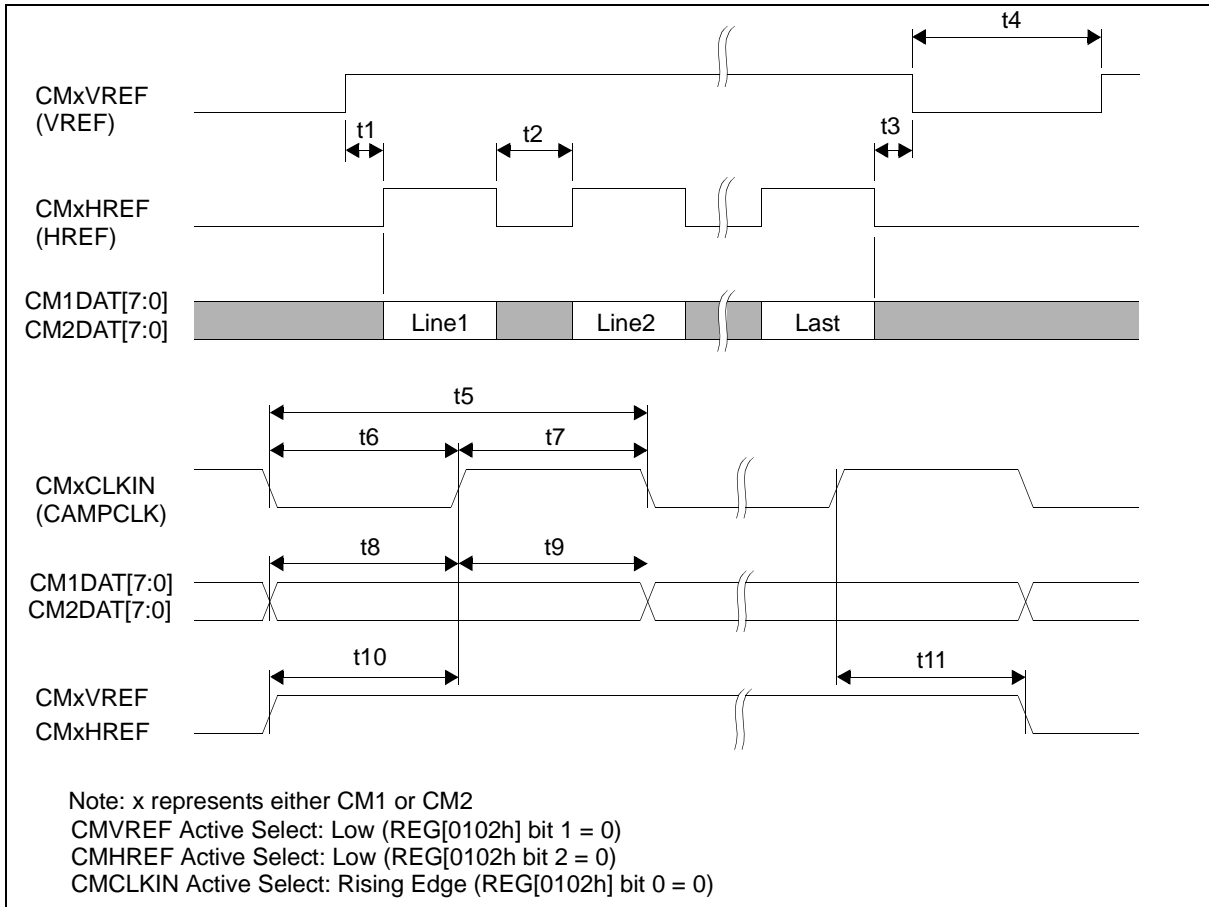 t4
CMxVREF
(VREF)
t1
t2
t3
CMxHREF
(HREF)
CM1DAT[7:0]
CM2DAT[7:0]
Line1
Line2
Last
t5
t6
t7
CMxCLKIN
(CAMPCLK)
t8
t9
CM1DAT[7:0]
CM2DAT[7:0]
t10
t11
CMxVREF
CMxHREF
Note: x represents either CM1 or CM2
CMVREF Active Select: Low (REG[0102h] bit 1 = 0)
CMHREF Active Select: Low (REG[0102h bit 2 = 0)
CMCLKIN Active Select: Rising Edge (REG[0102h] bit 0 = 0)